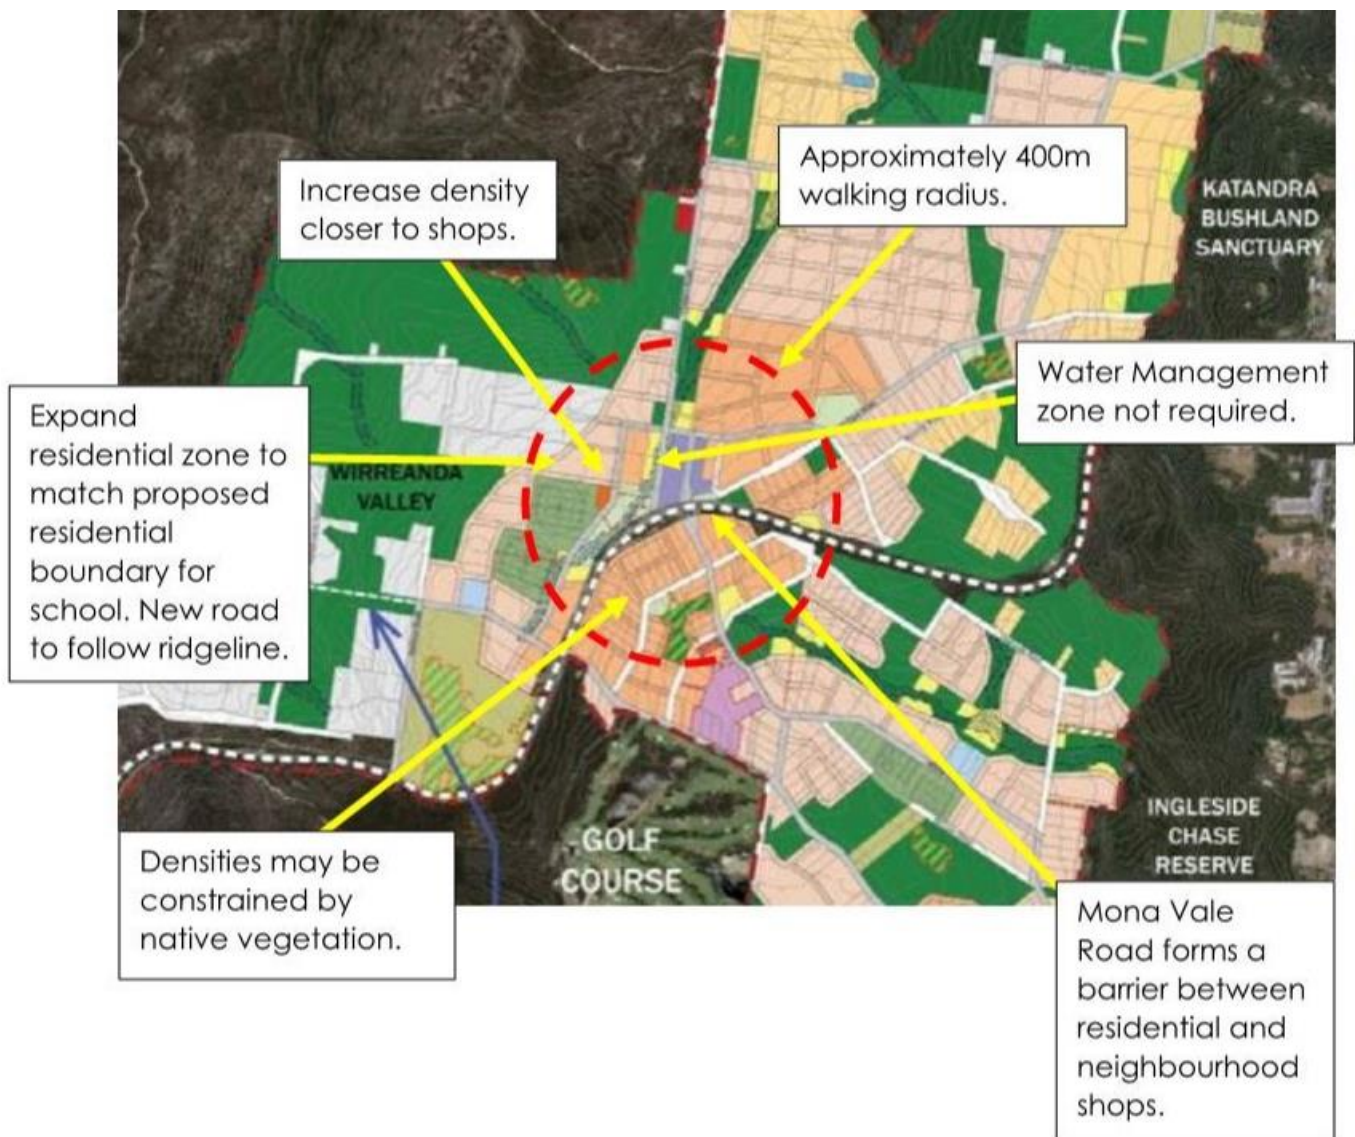 Increase density
closer to shops.
Approximately 400m
walking radius.
KATANDRA
BUSHLAND
SANCTUARY
Water Management
zone not required.
Expand
residential zone to
match proposed
residential
boundary for
school. New road
to follow ridgeline.
WIRREANDA
VALLEY
Densities may be
constrained by
native vegetation.
GOLF
COURSE
INGLESIDE
CHASE
RESERVE
Mona Vale
Road forms a
barrier between
residential and
neighbourhood
shops.